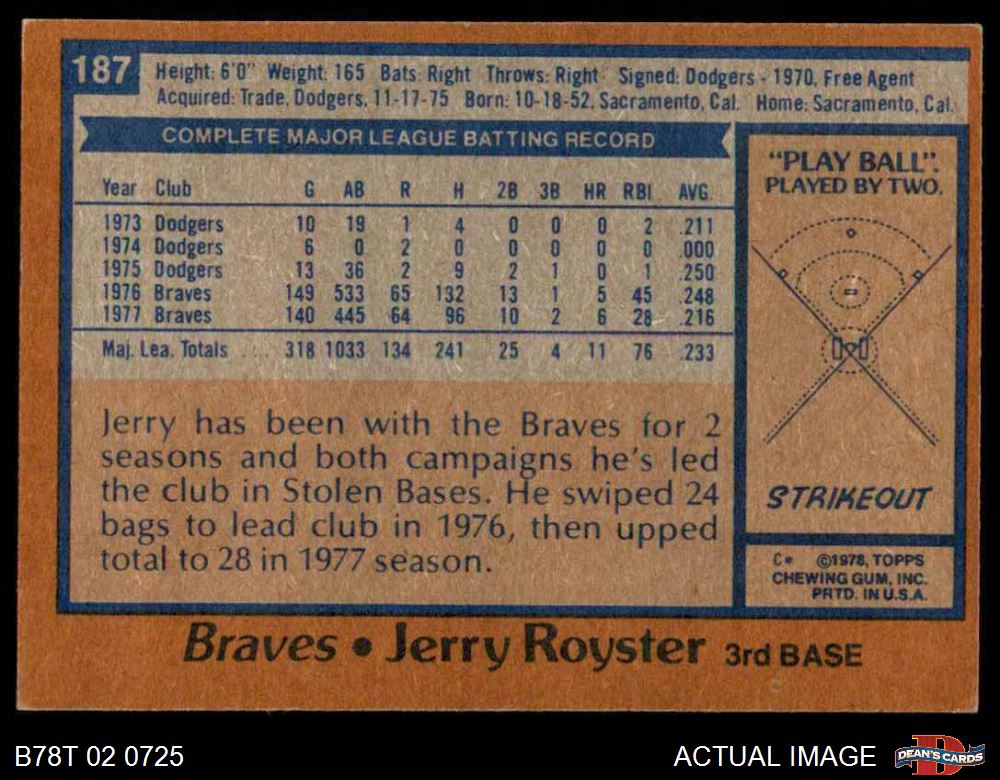 187
Height: 6'0" Weight: 165 Bats: Right Throws: Right Signed: Dodgers - 1970, Free Agent
Acquired: Trade, Dodgers, 11-17-75 Born: 10-18-52, Sacramento, Cal. Home: Sacramento, Cal.
COMPLETE MAJOR LEAGUE BATTING RECORD
Year Club G AB R H 2B 3B HR RBI AVG.
1973 Dodgers 10 19 1 4 0 0 0 2 .211
1974 Dodgers 6 0 2 0 0 0 0 0 .000
1975 Dodgers 13 36 2 9 2 1 0 1 .250
1976 Braves 149 533 65 132 13 1 5 45 .248
1977 Braves 140 445 64 96 10 2 6 28 .216
Maj. Lea. Totals 318 1033 134 241 25 4 11 76 .233
Jerry has been with the Braves for 2
seasons and both campaigns he's led
the club in Stolen Bases. He swiped 24
bags to lead club in 1976, then upped
total to 28 in 1977 season.
"PLAY BALL".
PLAYED BY TWO.
STRIKEOUT
C* ©1978, TOPPS
CHEWING GUM, INC.
PRTD. IN U.S.A.
Braves • Jerry Royster 3rd BASE
B78T 02 0725
ACTUAL IMAGE
D
DEAN'S CARDS